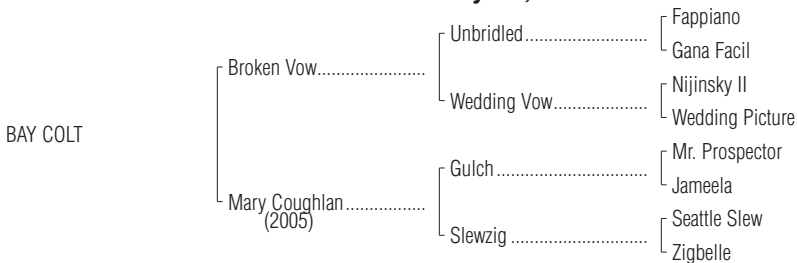 Fappiano
Unbridled........................
Gana Facil
Broken Vow......................
Nijinsky II
Wedding Vow...................
Wedding Picture
BAY COLT
Mr. Prospector
Gulch.............................
Jameela
Mary Coughlan................
(2005)
Seattle Slew
Slewzig..........................
Zigbelle